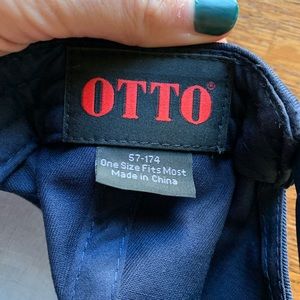 OTTO®
57-174
One Size Fits Most
Made in China